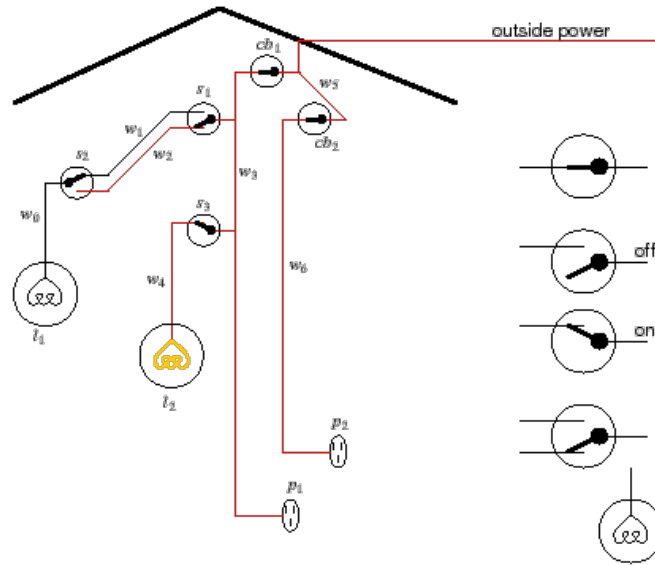 outside power
cb₁
w₅
s₁
cb₂
w₁
s₂
w₂
w₃
w₀
s₃
off
w₄
w₆
on
l₁
l₂
p₂
p₁